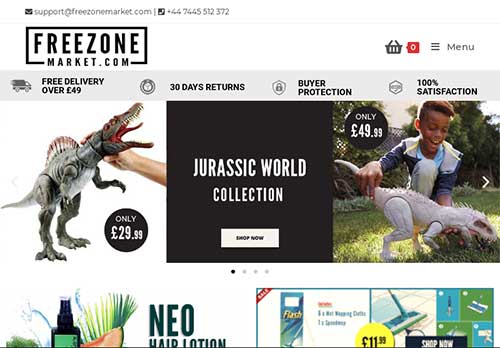 support@freezonemarket.com | +44 7445 512 372
FREEZONE
MARKET.COM
0
Menu
FREE DELIVERY
OVER £49
30 DAYS RETURNS
BUYER
PROTECTION
100%
SATISFACTION
ONLY
£29.99
JURASSIC WORLD
COLLECTION
SHOP NOW
ONLY
£49.99
NEO
HAIR LOTION
SALE
Flash
Includes:
6 x Wet Mopping Cloths
1 x Speedmop
£11.99
SHOP NOW